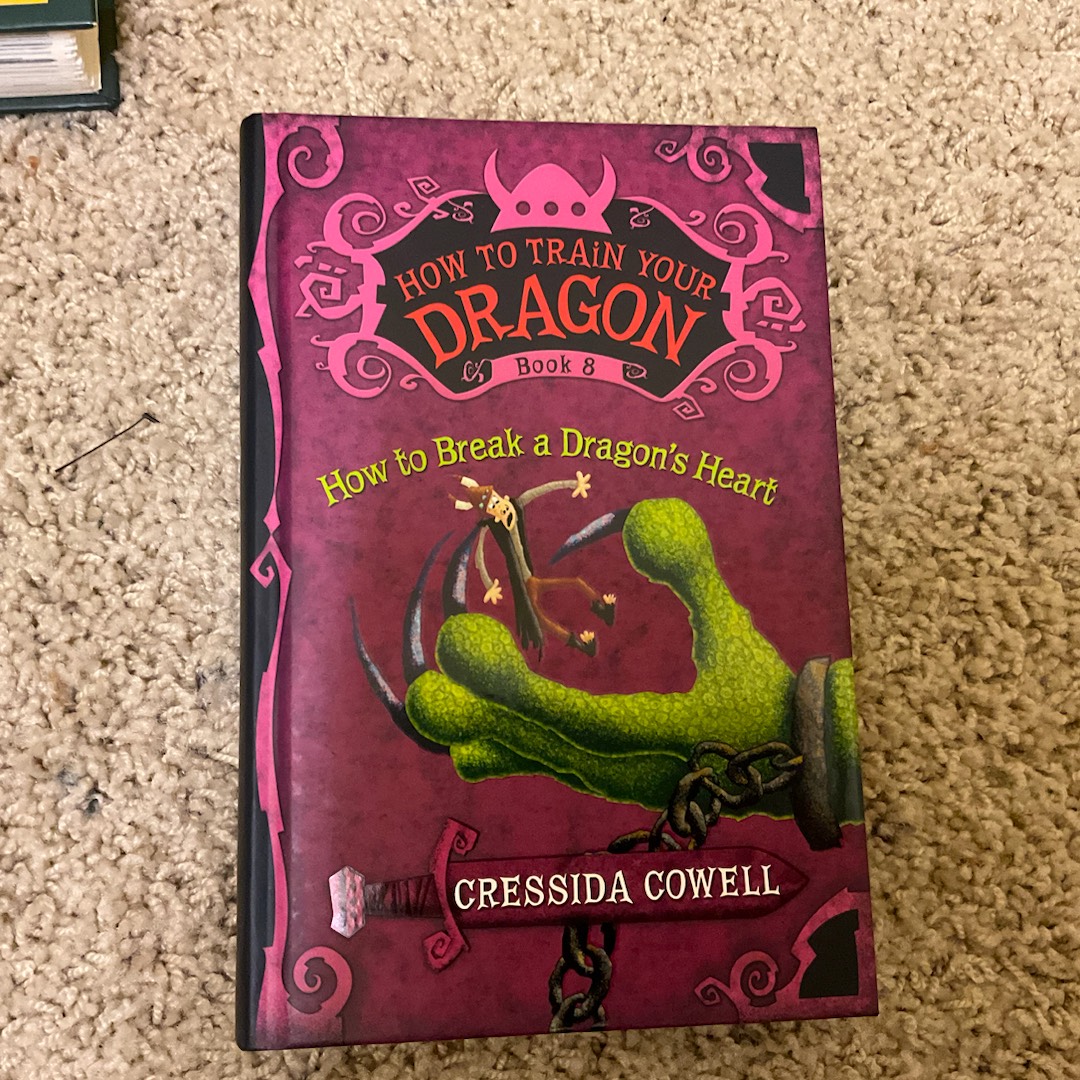 HOW TO TRAiN YOUR
DRAGON
Book 8
How to Break a Dragon's Heart
CRESSIDA COWELL